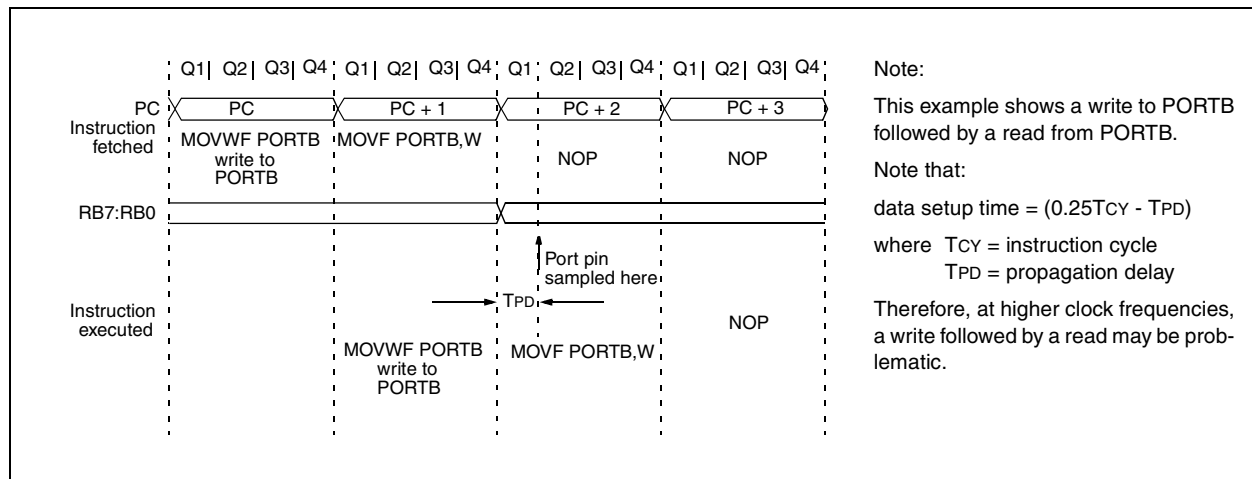 Q1| Q2 | Q3| Q4 Q1| Q2 | Q3| Q4 Q1 Q2 | Q3| Q4 Q1| Q2 | Q3| Q4
PC PC PC + 1 PC + 2 PC + 3
Instruction
fetched
MOVWF PORTB
write to
PORTB
MOVF PORTB,W
NOP
NOP
RB7:RB0
Port pin
sampled here
TPD
Instruction
executed
MOVWF PORTB
write to
PORTB
MOVF PORTB,W
NOP
Note:
This example shows a write to PORTB
followed by a read from PORTB.
Note that:
data setup time = (0.25TCY - TPD)
where TCY = instruction cycle
TPD = propagation delay
Therefore, at higher clock frequencies,
a write followed by a read may be prob-
lematic.